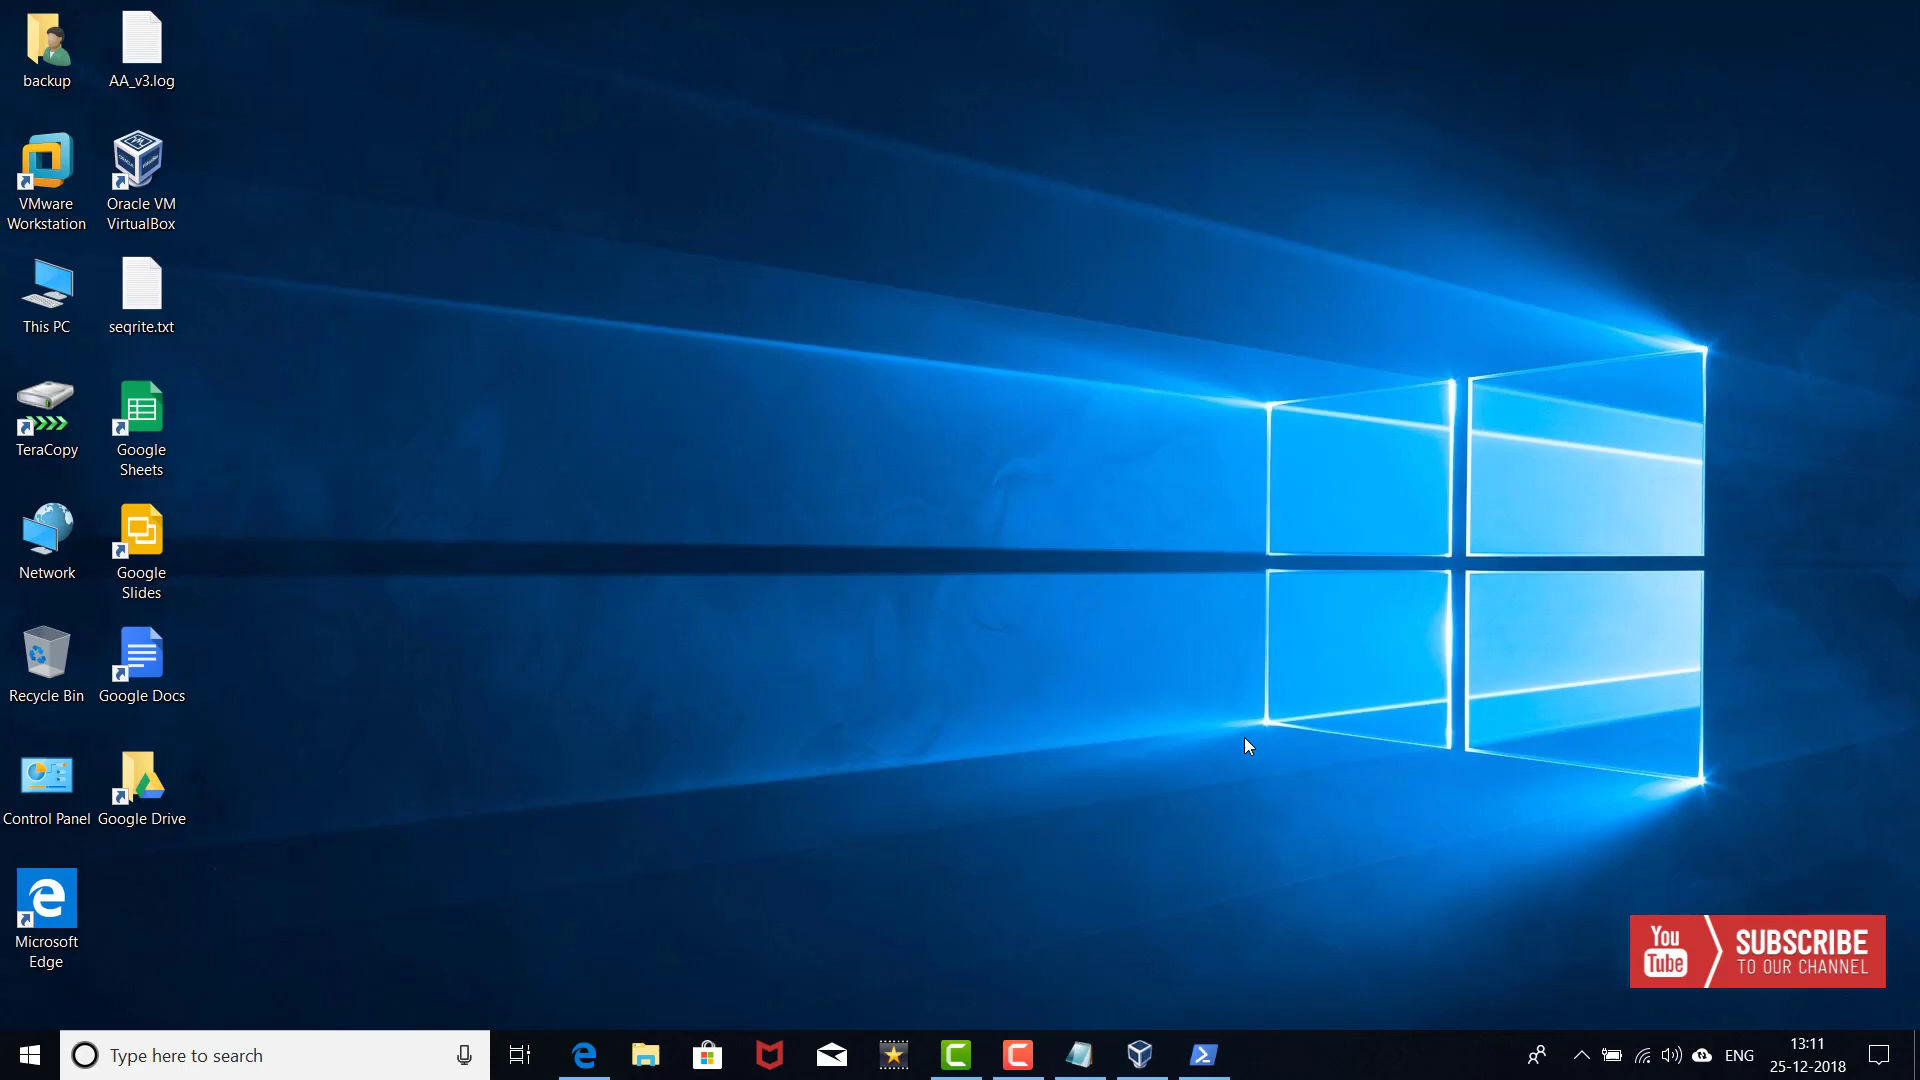 backup
AA_v3.log
VMware
Workstation
Oracle VM
VirtualBox
This PC
seqrite.txt
TeraCopy
Google
Sheets
Network
Google
Slides
Recycle Bin
Google Docs
Control Panel
Google Drive
Microsoft
Edge
You
Tube
SUBSCRIBE
TO OUR CHANNEL
Type here to search
ENG
13:11
25-12-2018